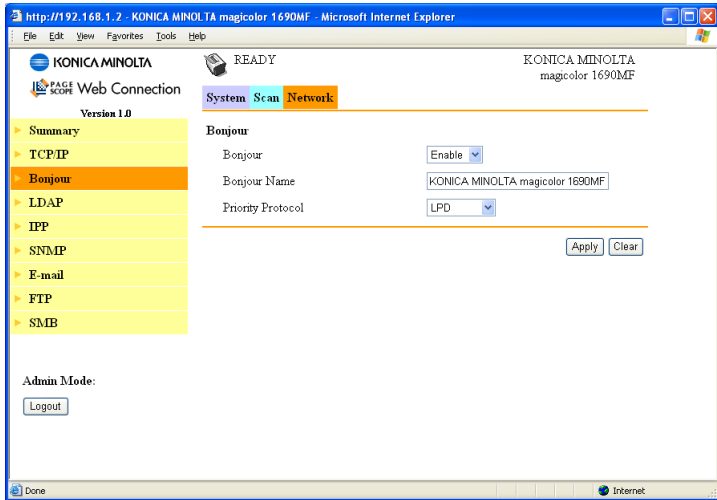 http://192.168.1.2 - KONICA MINOLTA magicolor 1690MF - Microsoft Internet Explorer
File Edit View Favorites Tools Help
KONICA MINOLTA
PAGE SCOPE Web Connection
Version 1.0
READY
KONICA MINOLTA
magicolor 1690MF
System Scan Network
Summary
TCP/IP
Bonjour
LDAP
IPP
SNMP
E-mail
FTP
SMB
Admin Mode:
Logout
Bonjour
Bonjour Enable
Bonjour Name KONICA MINOLTA magicolor 1690MF
Priority Protocol LPD
Apply Clear
Done Internet